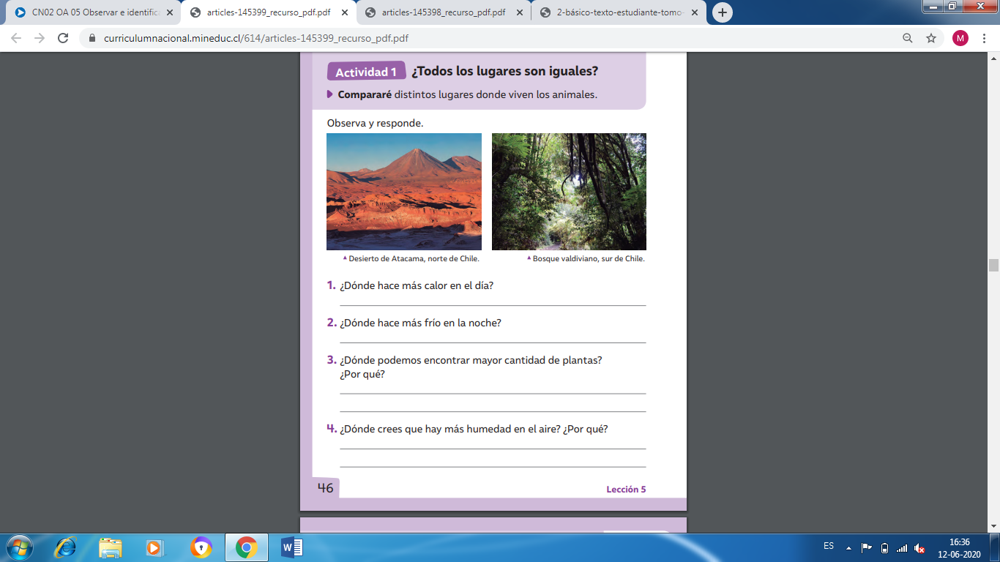 CN02 OA 05 Observar e identifica
articles-145399_recurso_pdf.pdf
articles-145398_recurso_pdf.pdf
2-básico-texto-estudiante-tomo-
curriculumnacional.mineduc.cl/614/articles-145399_recurso_pdf.pdf
M
Actividad 1 ¿Todos los lugares son iguales?
Compararé distintos lugares donde viven los animales.
Observa y responde.
Desierto de Atacama, norte de Chile.
Bosque valdiviano, sur de Chile.
1. ¿Dónde hace más calor en el día?
2. ¿Dónde hace más frío en la noche?
3. ¿Dónde podemos encontrar mayor cantidad de plantas?
¿Por qué?
4. ¿Dónde crees que hay más humedad en el aire? ¿Por qué?
46
Lección 5
ES
16:36
12-06-2020